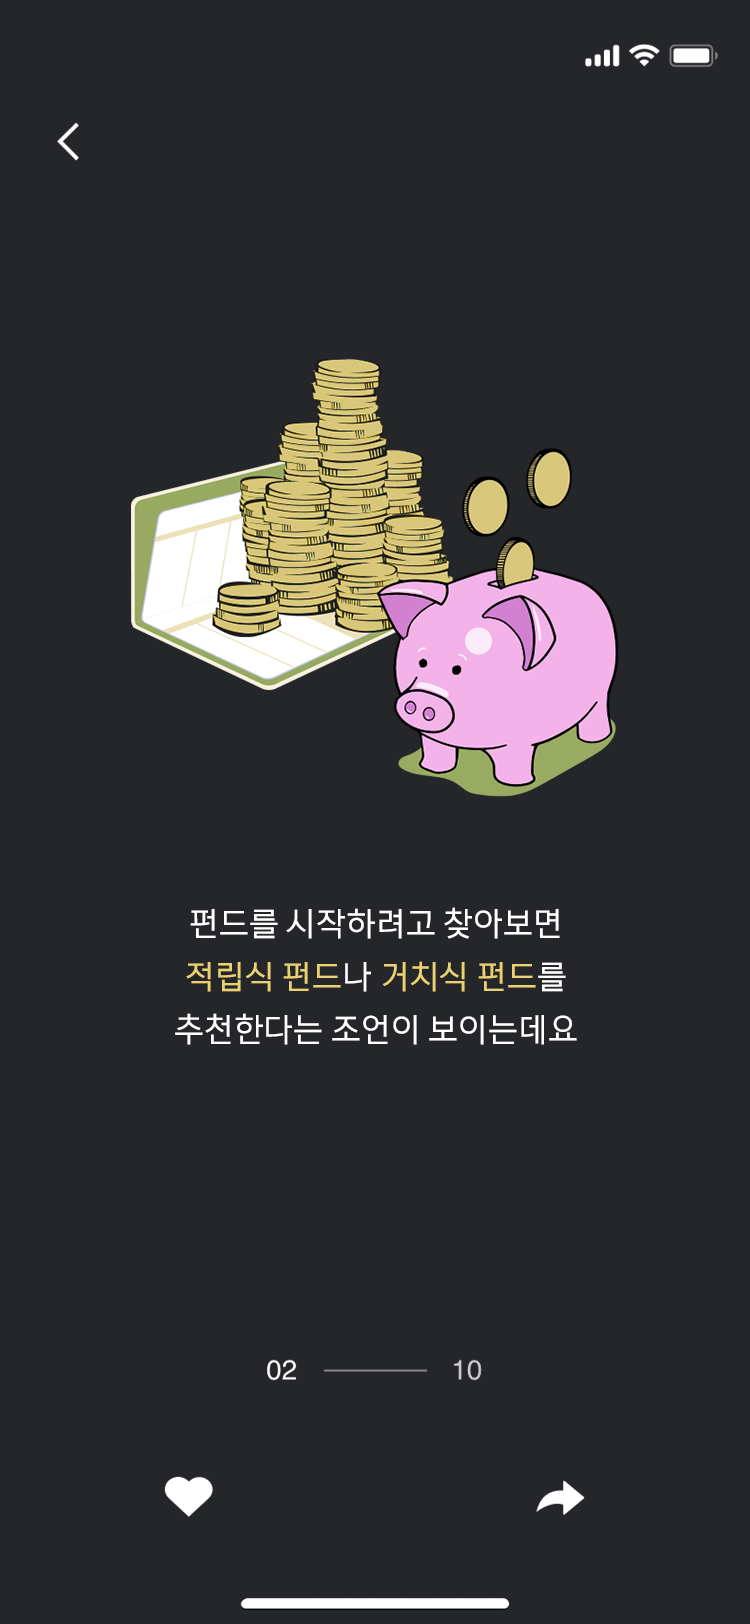 펀드를 시작하려고 찾아보면
적립식 펀드나 거치식 펀드를
추천한다는 조언이 보이는데요
02
10